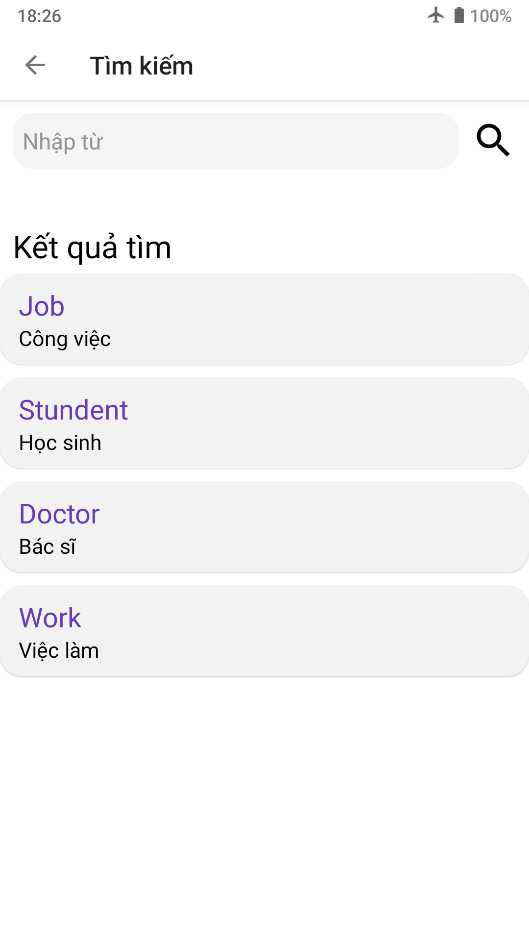 18:26
100%
Tìm kiếm
Nhập từ
Kết quả tìm
Job
Công việc
Stundent
Học sinh
Doctor
Bác sĩ
Work
Việc làm